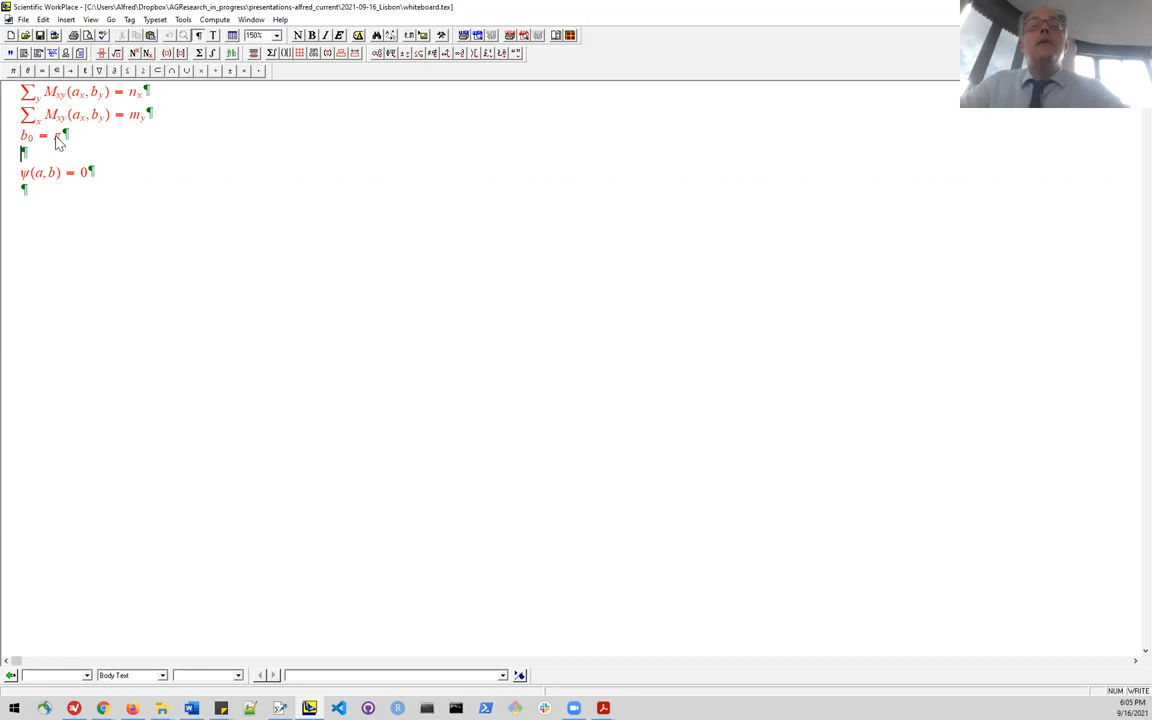 Scientific WorkPlace - [C:\Users\Alfred\Dropbox\AGResearch_in_progress\presentations-alfred_current\2021-09-16_Lisbon\whiteboard.tex]
File Edit Insert View Go Tag Typeset Tools Compute Window Help
150%
∑_y M_xy(a_x, b_y) = n_x¶
∑_x M_xy(a_x, b_y) = m_y¶
b_0 = π¶
¶
ψ(a, b) = 0¶
¶
Body Text
NUM WRITE
6:05 PM
9/16/2021